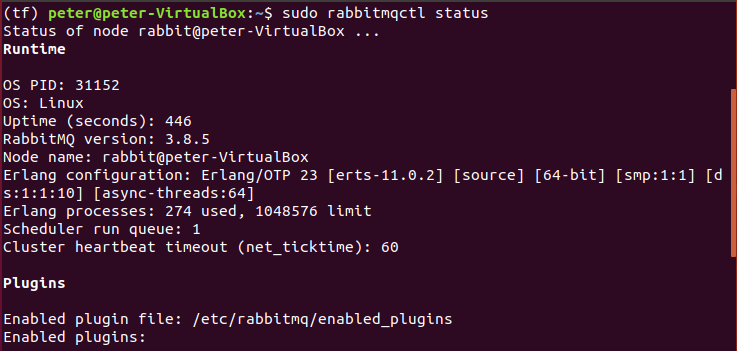 (tf) peter@peter-VirtualBox:~$ sudo rabbitmqctl status
Status of node rabbit@peter-VirtualBox ...
Runtime
OS PID: 31152
OS: Linux
Uptime (seconds): 446
RabbitMQ version: 3.8.5
Node name: rabbit@peter-VirtualBox
Erlang configuration: Erlang/OTP 23 [erts-11.0.2] [source] [64-bit] [smp:1:1] [d
s:1:1:10] [async-threads:64]
Erlang processes: 274 used, 1048576 limit
Scheduler run queue: 1
Cluster heartbeat timeout (net_ticktime): 60
Plugins
Enabled plugin file: /etc/rabbitmq/enabled_plugins
Enabled plugins: